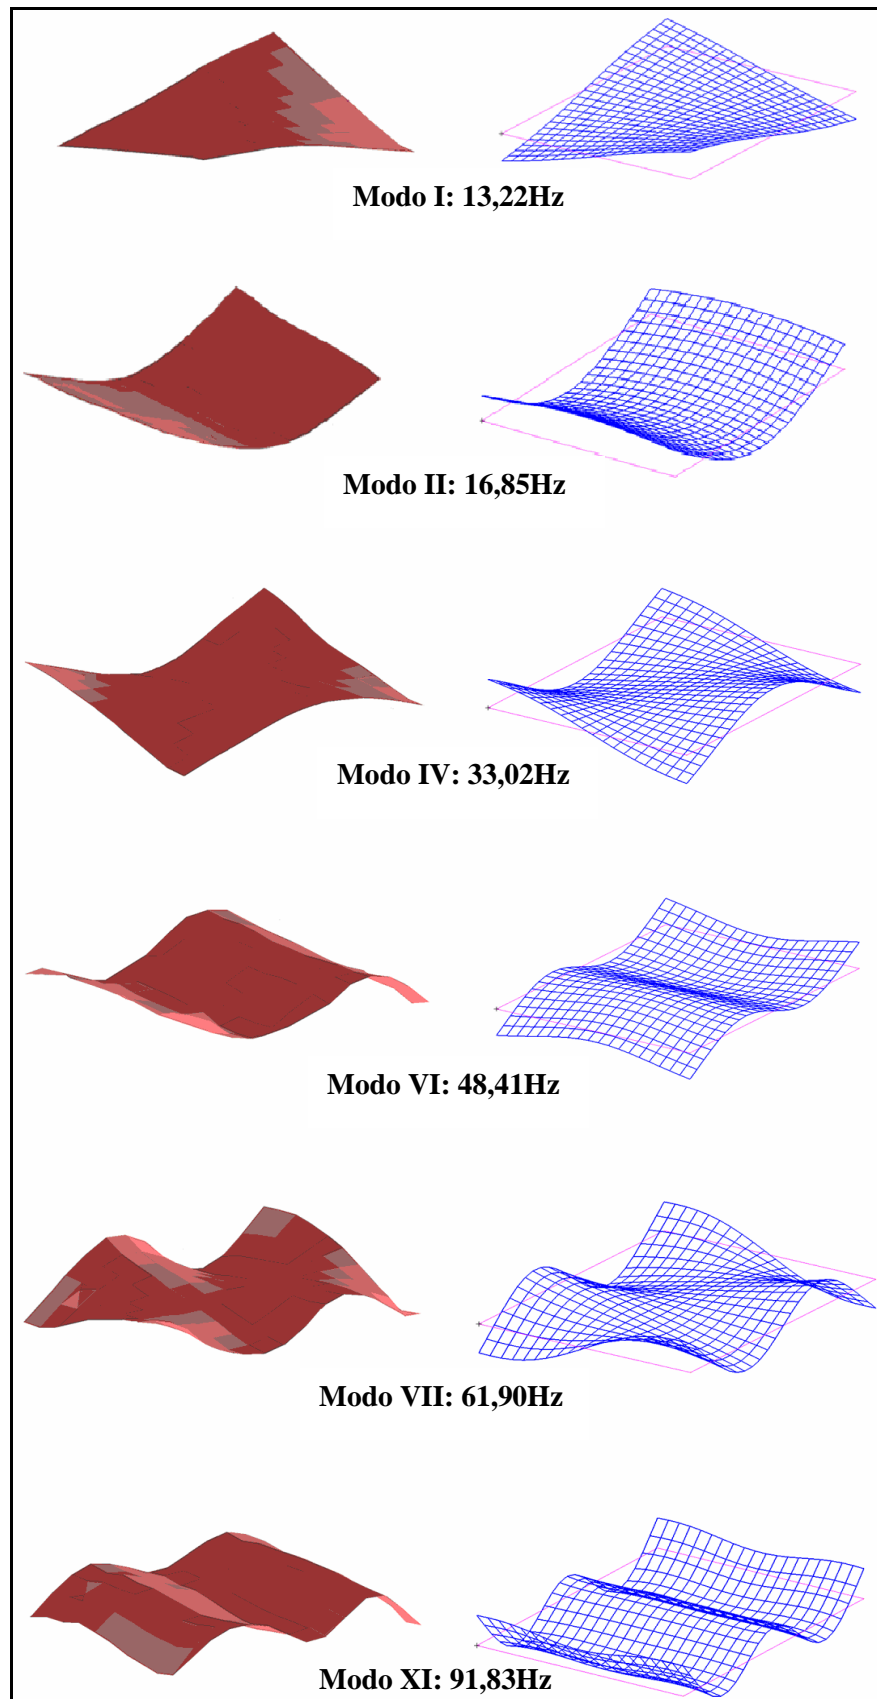 Modo I: 13,22Hz
Modo II: 16,85Hz
Modo IV: 33,02Hz
Modo VI: 48,41Hz
Modo VII: 61,90Hz
Modo XI: 91,83Hz